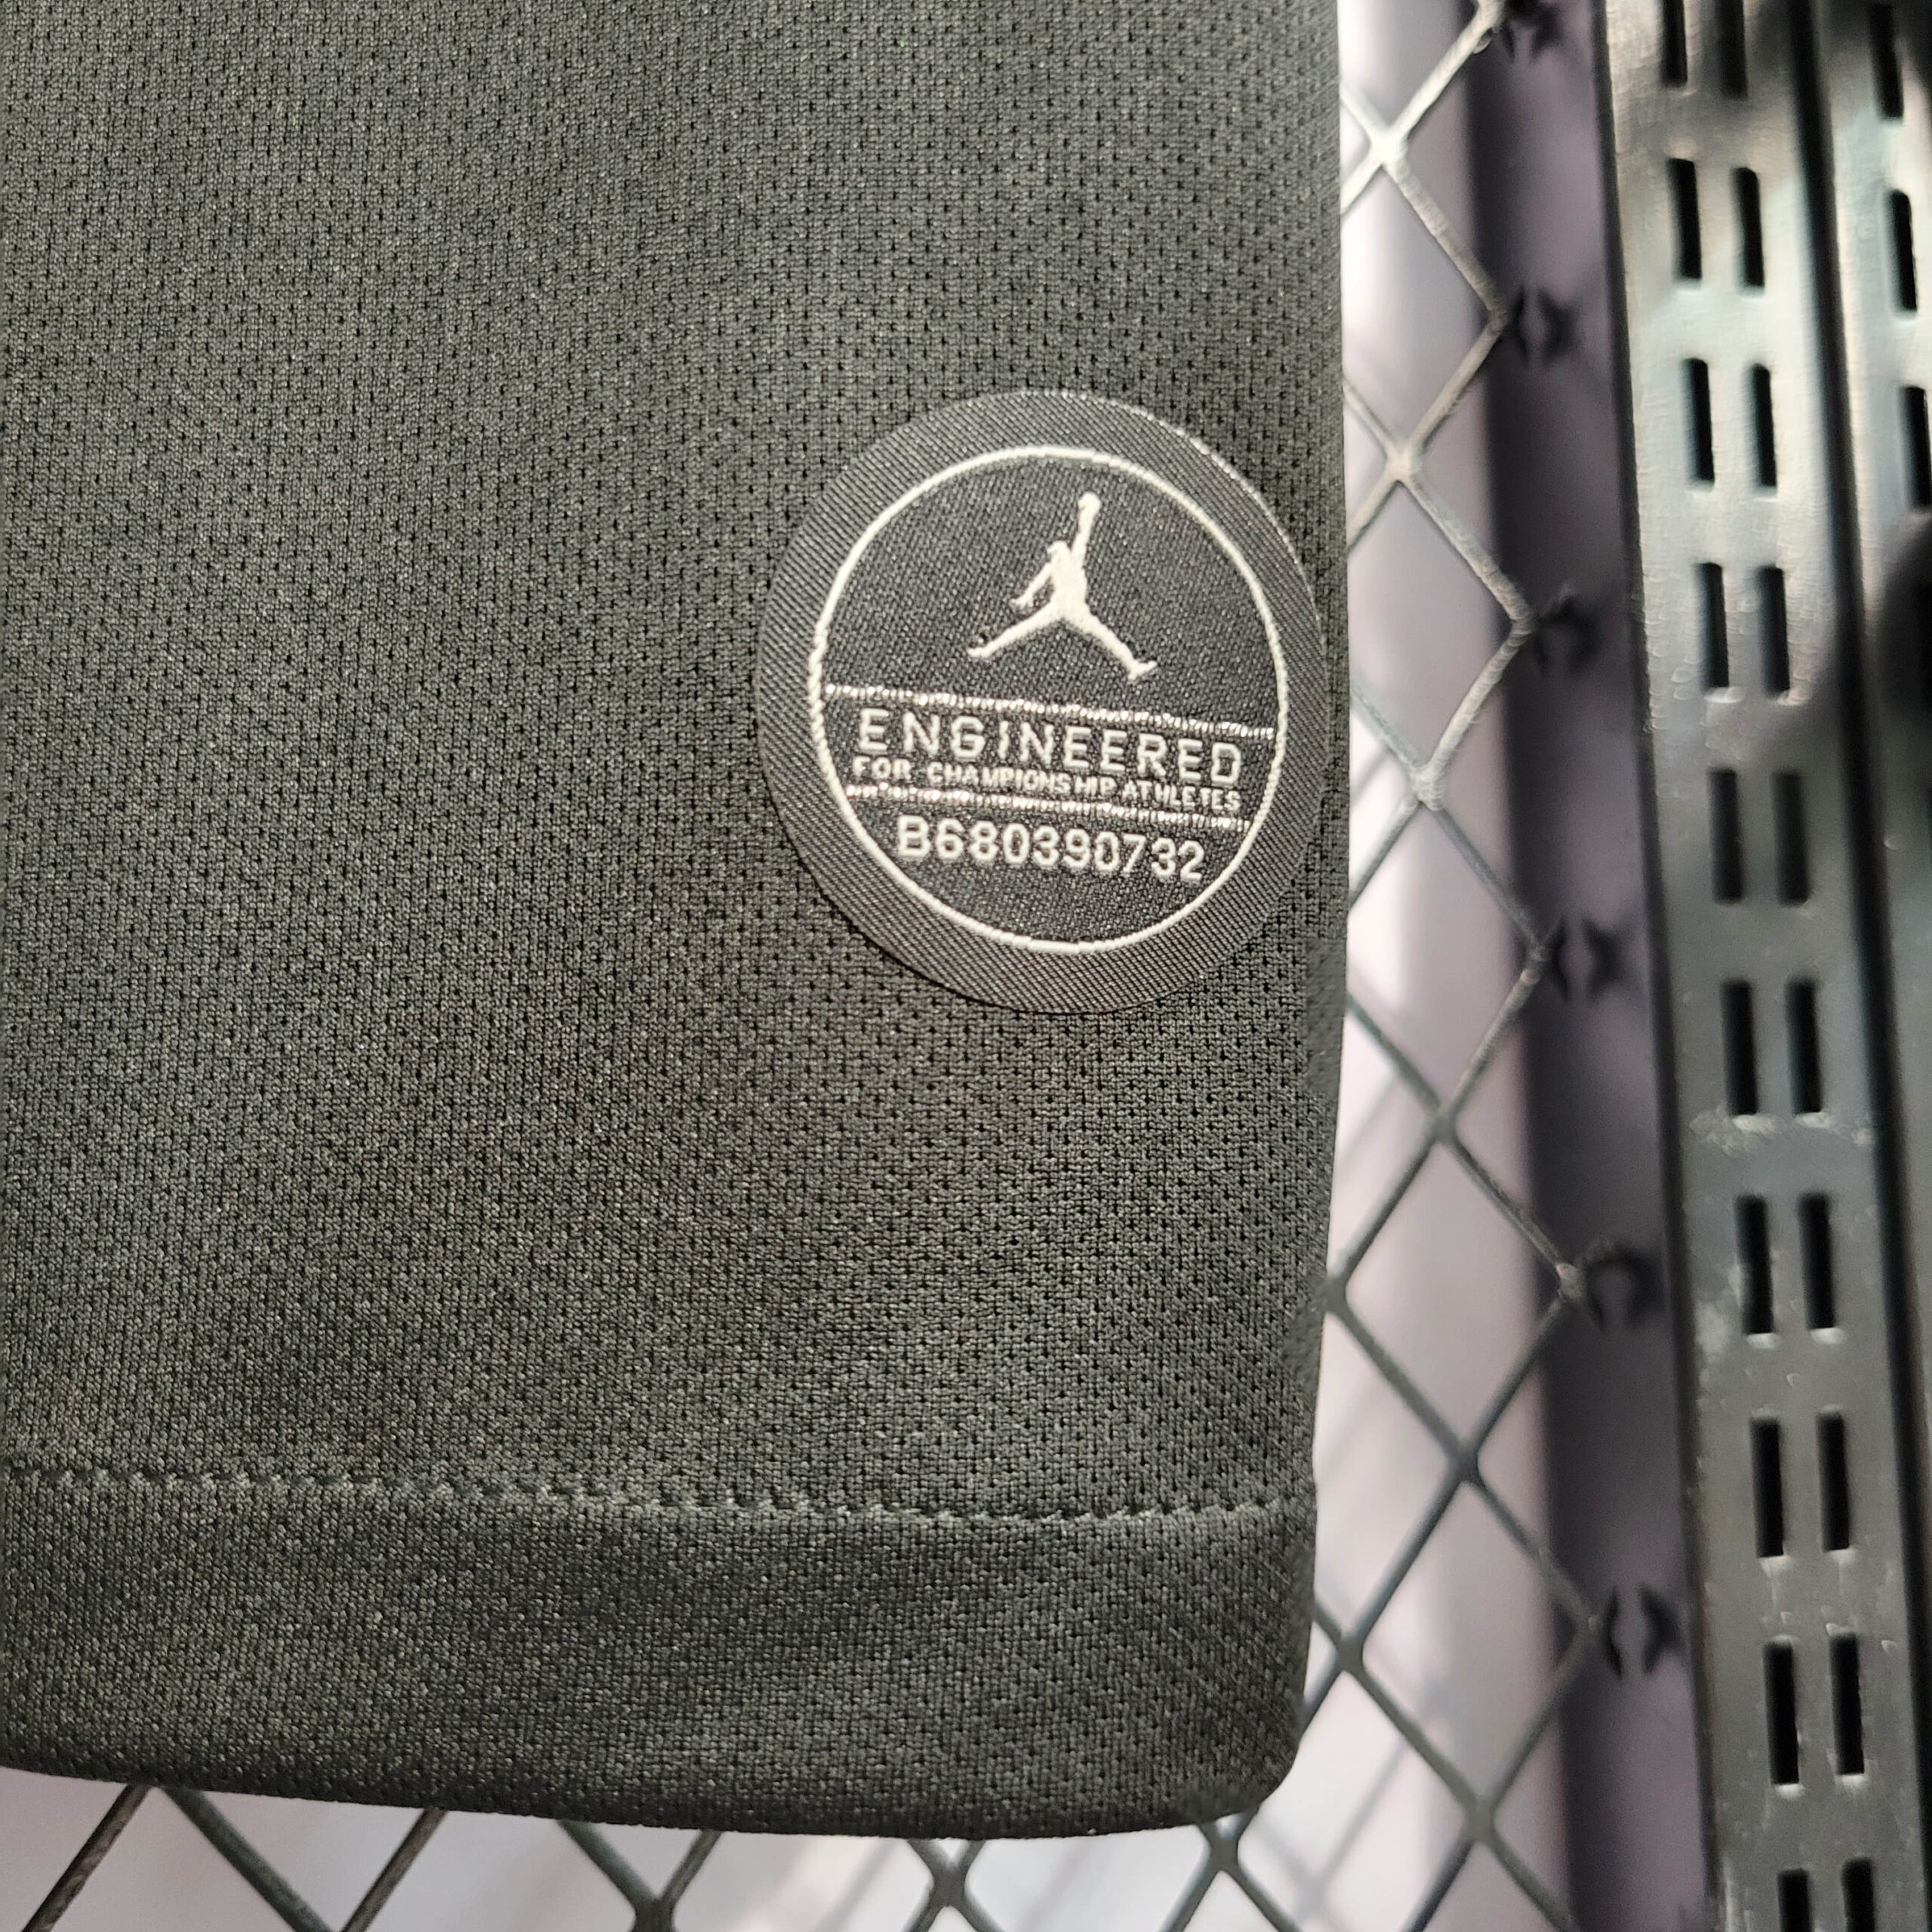 ENGINEERED
FOR CHAMPIONSHIP ATHLETES
B680390732